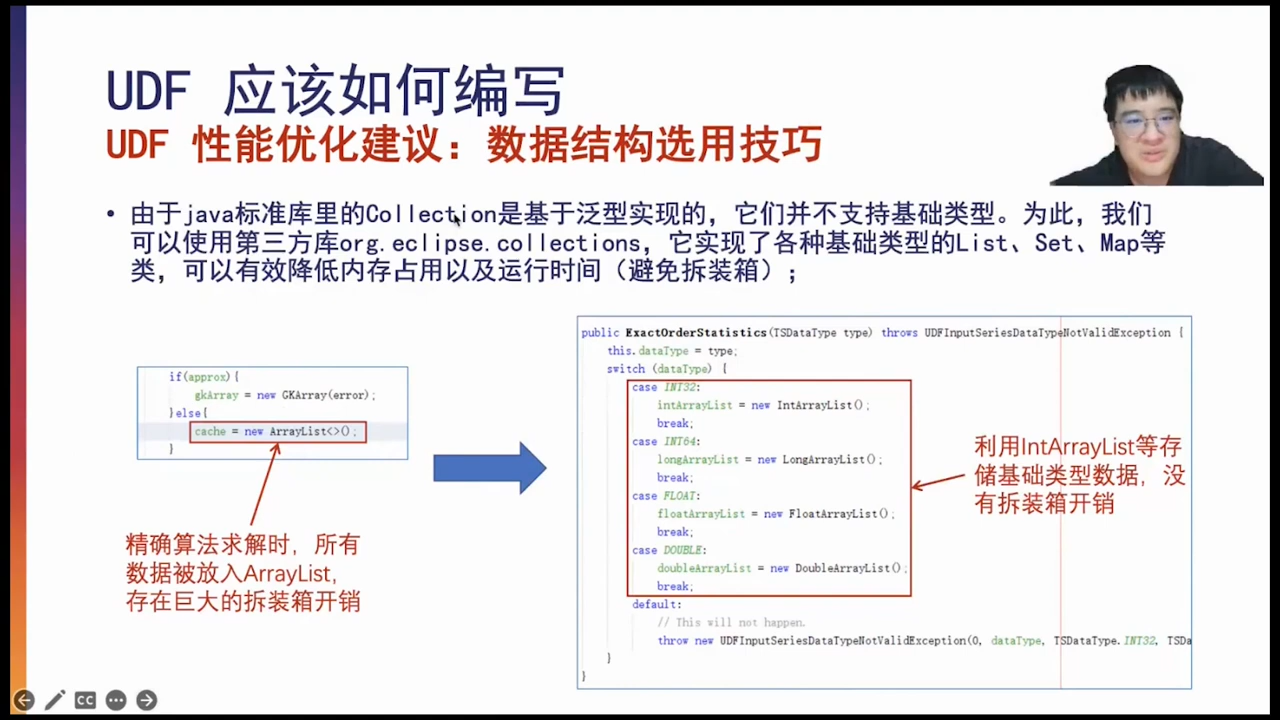 UDF 应该如何编写
UDF 性能优化建议：数据结构选用技巧
• 由于java标准库里的Collection是基于泛型实现的，它们并不支持基础类型。为此，我们
可以使用第三方库org.eclipse.collections，它实现了各种基础类型的List、Set、Map等
类，可以有效降低内存占用以及运行时间（避免拆装箱）；
if(approx){
gkArray = new GKArray(error);
}else{
cache = new ArrayList<>();
}
精确算法求解时，所有
数据被放入ArrayList,
存在巨大的拆装箱开销
public ExactOrderStatistics(TSDataType type) throws UDFInputSeriesDataTypeNotValidException {
this.dataType = type;
switch (dataType) {
case INT32:
intArrayList = new IntArrayList();
break;
case INT64:
longArrayList = new LongArrayList();
break;
case FLOAT:
floatArrayList = new FloatArrayList();
break;
case DOUBLE:
doubleArrayList = new DoubleArrayList();
break;
default:
// This will not happen.
throw new UDFInputSeriesDataTypeNotValidException(0, dataType, TSDataType.INT32, TSDa
}
}
利用IntArrayList等存
储基础类型数据，没
有拆装箱开销
CC